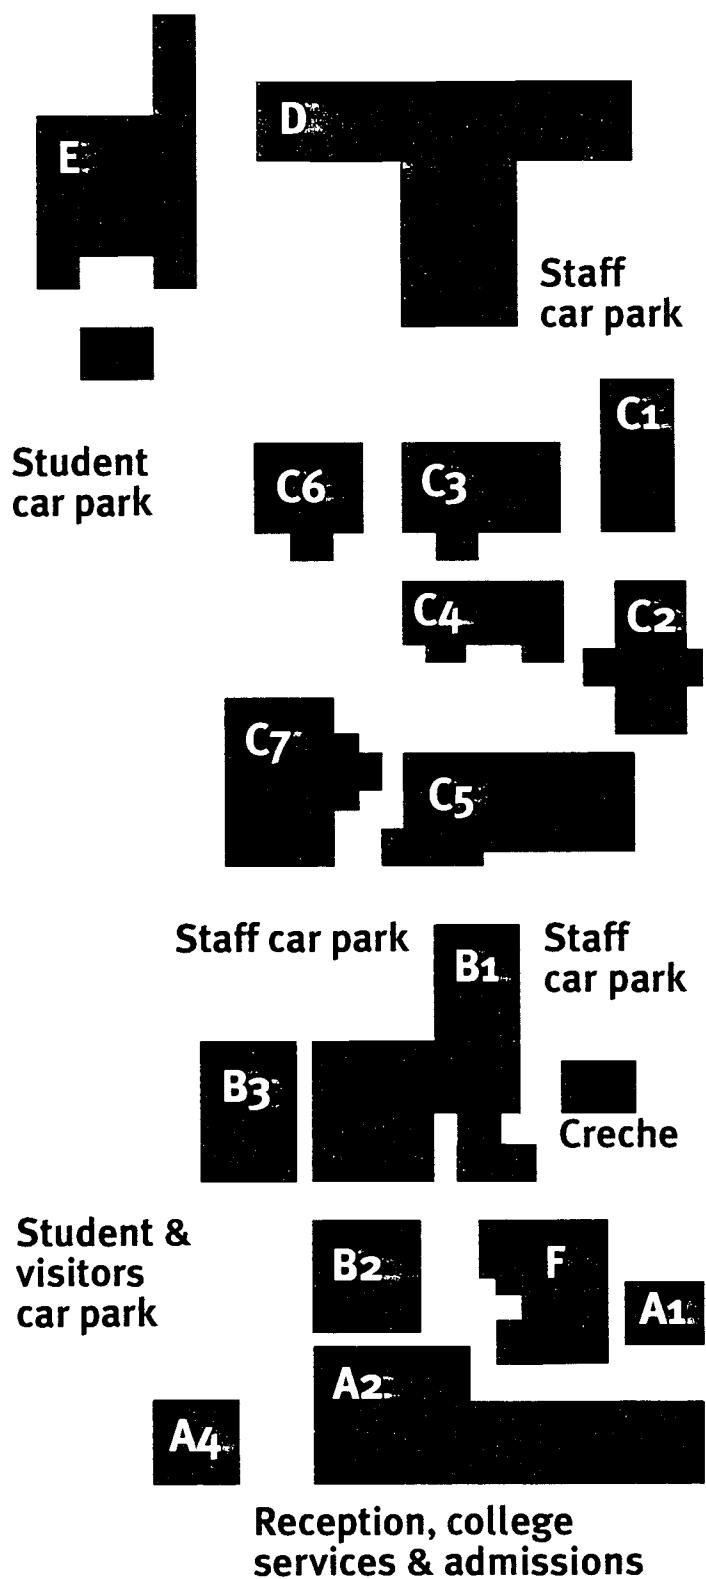 D
E
Staff
car park
C1
Student
car park
C6
C3
C4
C2
C7
C5
Staff car park
Staff
car park
B1
B3
Creche
Student &
visitors
car park
B2
F
A1
A2
A4
Reception, college
services & admissions